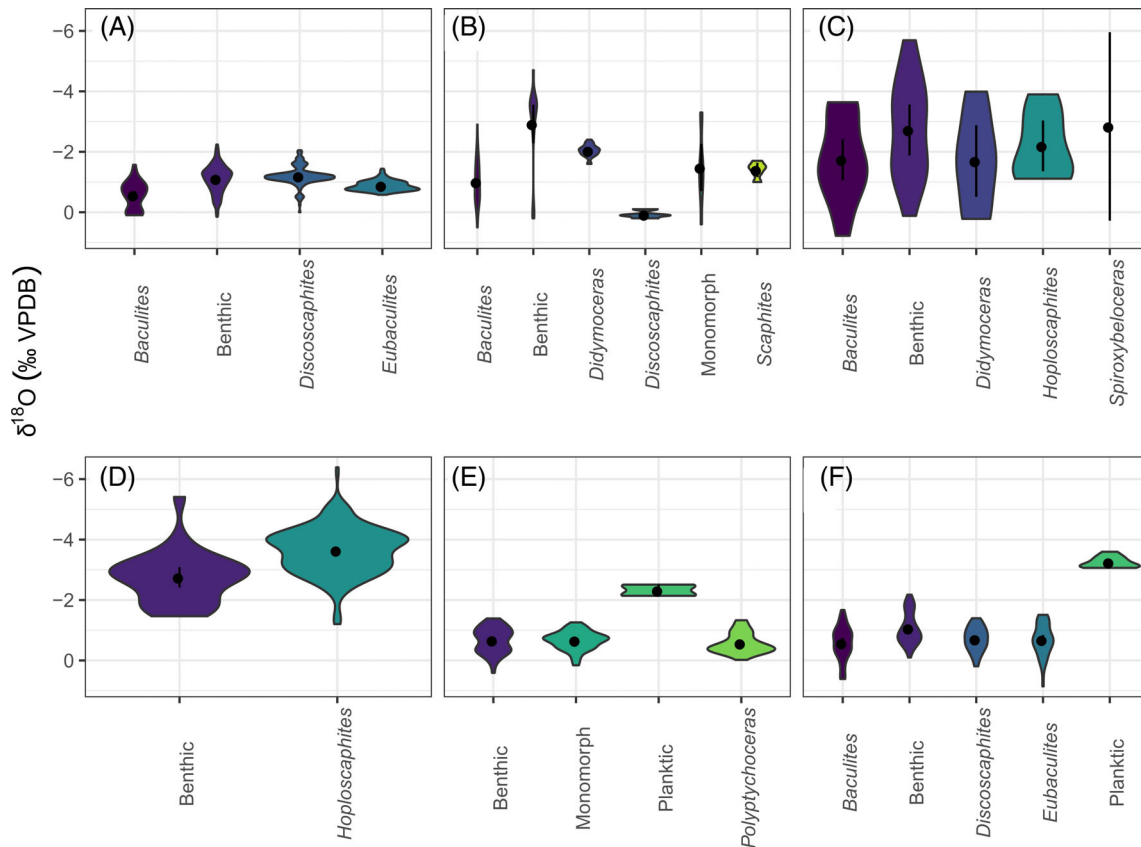 (A)
(B)
(C)
−6
−4
−2
0
Baculites
Benthic
Discoscaphites
Eubaculites
Baculites
Benthic
Didymoceras
Discoscaphites
Monomorph
Scaphites
Baculites
Benthic
Didymoceras
Hoploscaphites
Spiroxybeloceras
δ18O (‰ VPDB)
(D)
(E)
(F)
−6
−4
−2
0
Benthic
Hoploscaphites
Benthic
Monomorph
Planktic
Polyptychoceras
Baculites
Benthic
Discoscaphites
Eubaculites
Planktic